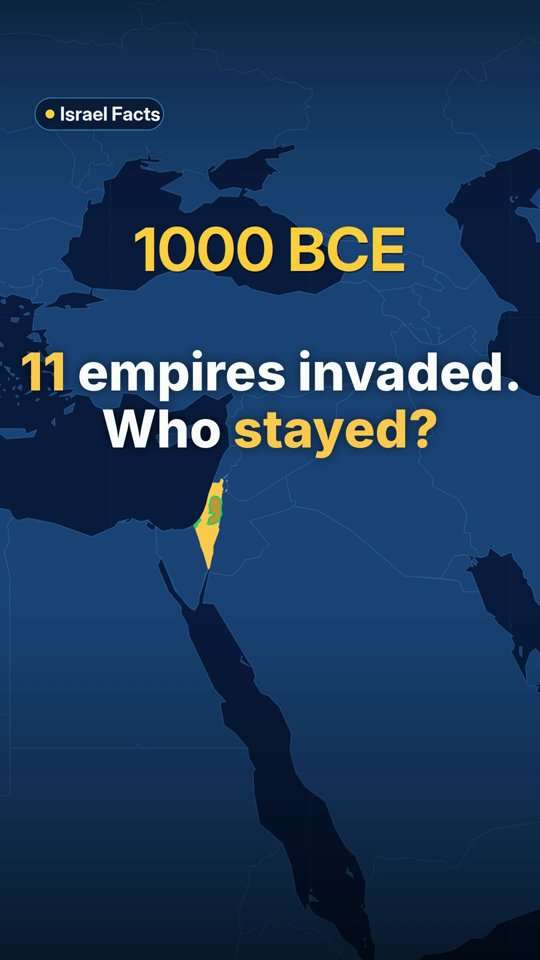 Israel Facts
1000 BCE
11 empires invaded.
Who stayed?